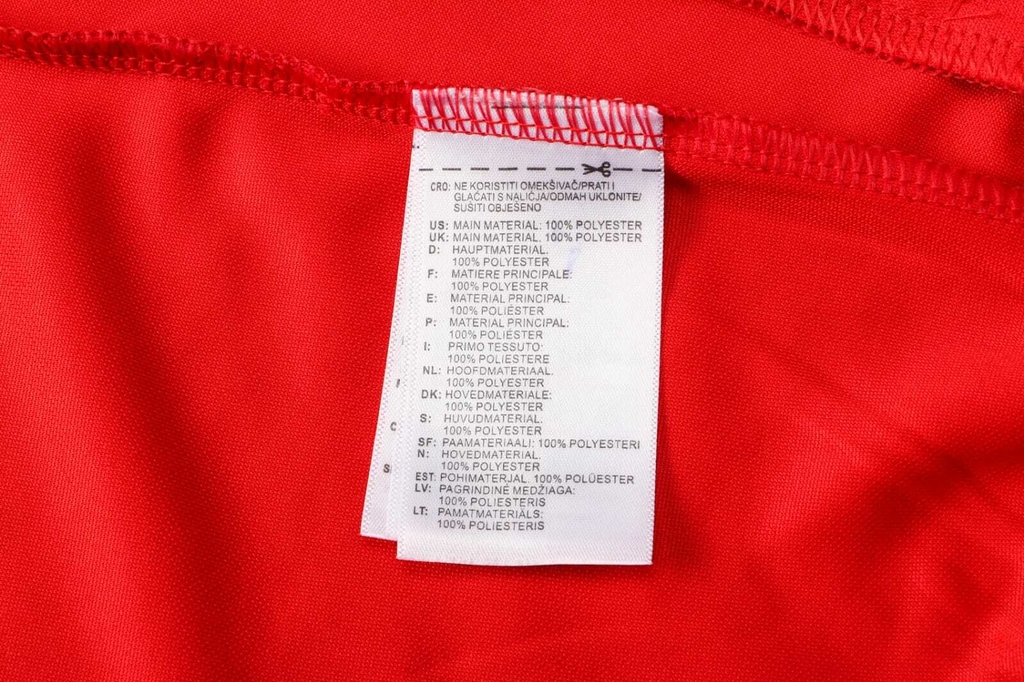 CRO: NE KORISTITI OMEKŠIVAČ/PRATI I
GLAČATI S NALIČJA/ODMAH UKLONITE/
SUŠITI OBJEŠENO
US: MAIN MATERIAL: 100% POLYESTER
UK: MAIN MATERIAL. 100% POLYESTER
D: HAUPTMATERIAL.
100% POLYESTER
F: MATIERE PRINCIPALE:
100% POLYESTER
E: MATERIAL PRINCIPAL:
100% POLIÉSTER
P: MATERIAL PRINCIPAL:
100% POLIÉSTER
I: PRIMO TESSUTO:
100% POLIESTERE
NL: HOOFDMATERIAAL.
100% POLYESTER
DK: HOVEDMATERIALE:
100% POLYESTER
S: HUVUDMATERIAL.
100% POLYESTER
SF: PAAMATERIAALI: 100% POLYESTERI
N: HOVEDMATERIAL.
100% POLYESTER
EST: POHIMATERJAL. 100% POLÜESTER
LV: PAGRINDINĖ MEDŽIAGA:
100% POLIESTERIS
LT: PAMATMATERIĀLS:
100% POLIESTERIS